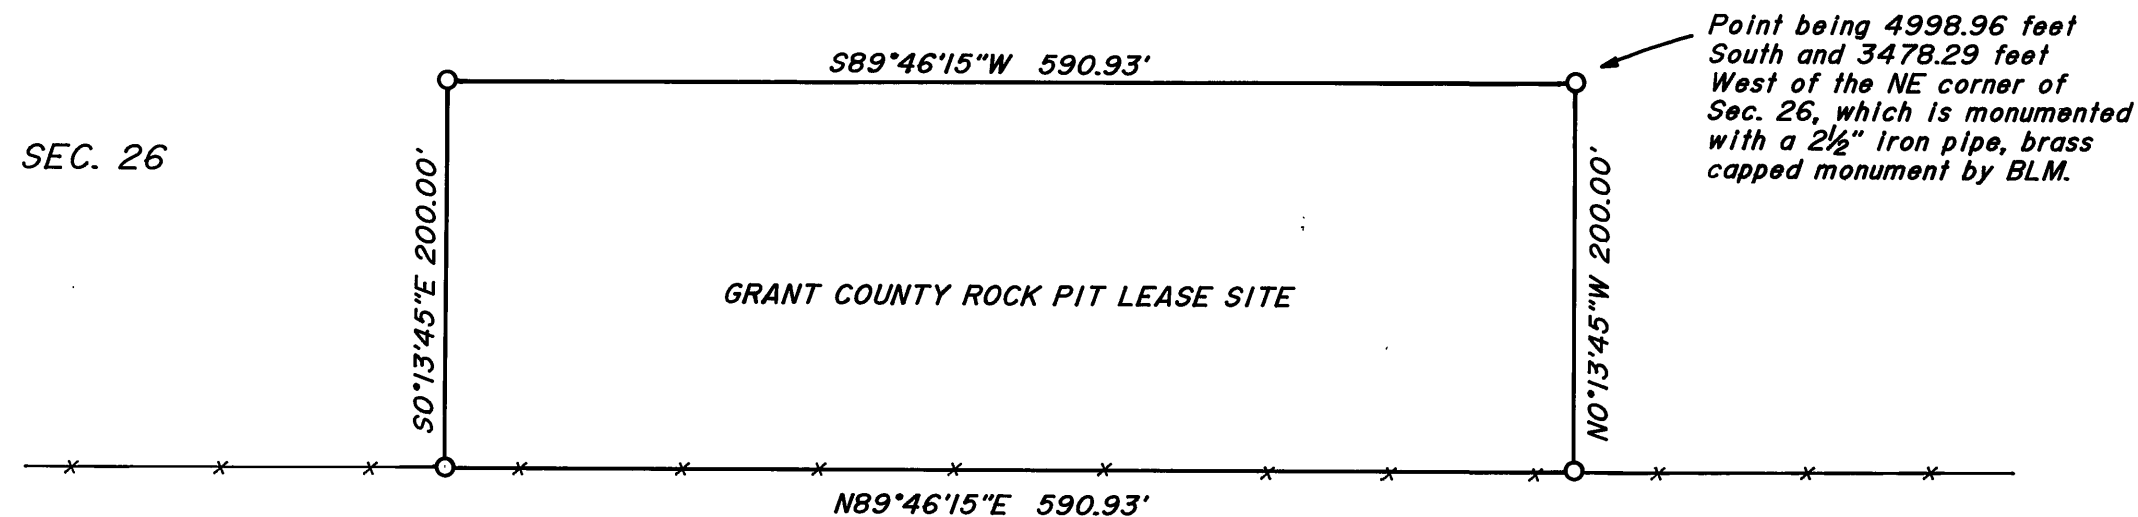 Point being 4998.96 feet
South and 3478.29 feet
West of the NE corner of
Sec. 26, which is monumented
with a 2½" iron pipe, brass
capped monument by BLM.
S89°46'15"W 590.93'
SEC. 26
S0°13'45"E 200.00'
N0°13'45"W 200.00'
GRANT COUNTY ROCK PIT LEASE SITE
N89°46'15"E 590.93'